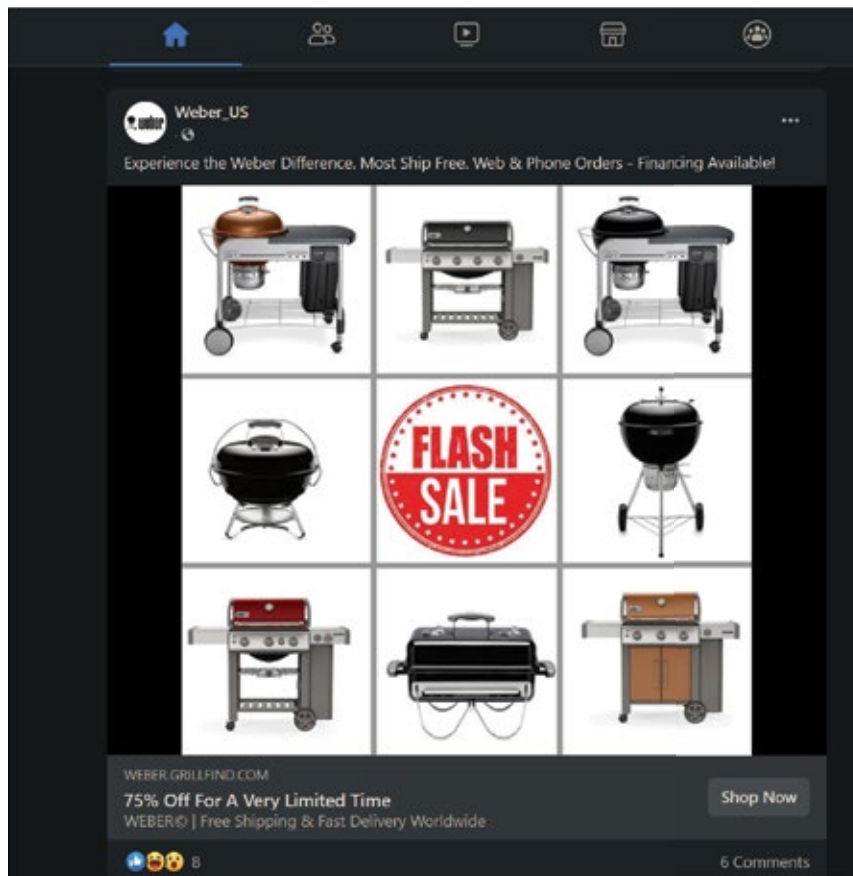 Weber_US
weber
Experience the Weber Difference. Most Ship Free. Web & Phone Orders - Financing Available!
FLASH
SALE
WEBER.GRILLFIND.COM
75% Off For A Very Limited Time
Shop Now
WEBER© | Free Shipping & Fast Delivery Worldwide
8
6 Comments